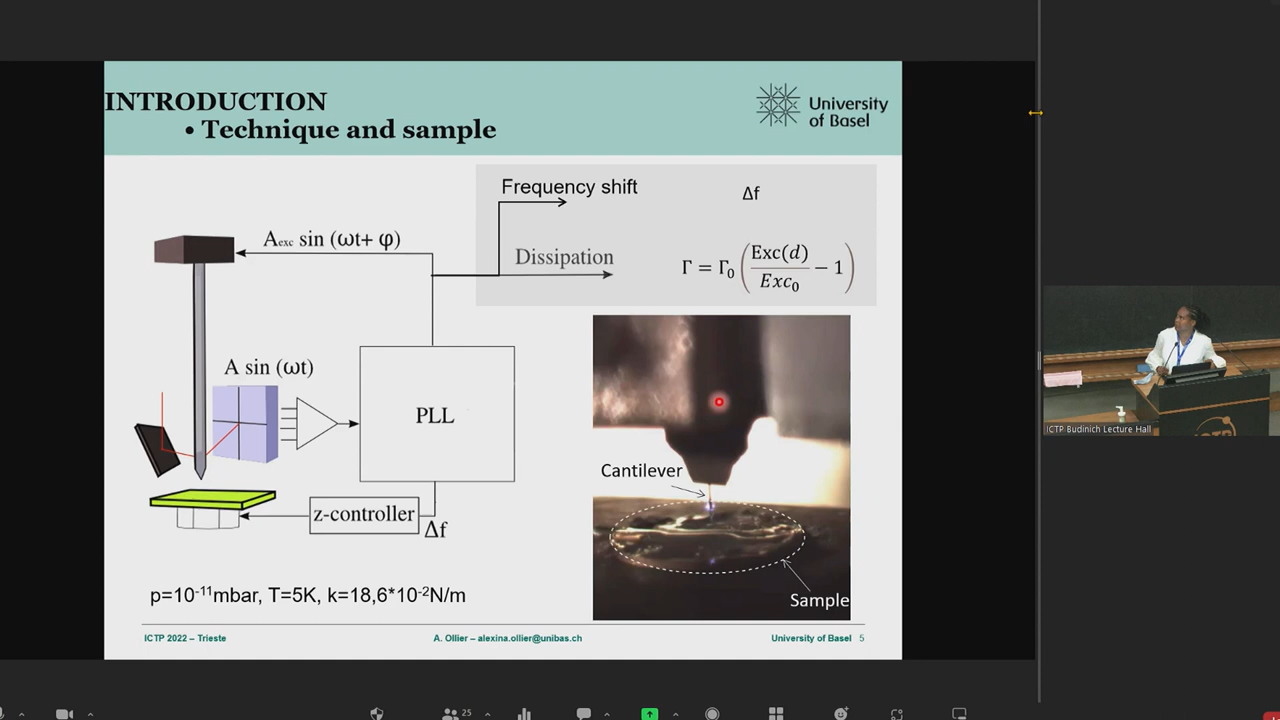 INTRODUCTION
• Technique and sample
University
of Basel
Frequency shift
Δf
Aexc sin (ωt+ φ)
Dissipation
Γ = Γ₀ (Exc(d)/Exc₀ − 1)
A sin (ωt)
PLL
Cantilever
z-controller
Δf
Sample
p=10⁻¹¹mbar, T=5K, k=18,6*10⁻²N/m
ICTP 2022 – Trieste
A. Ollier – alexina.ollier@unibas.ch
University of Basel 5
ICTP Budinich Lecture Hall
25